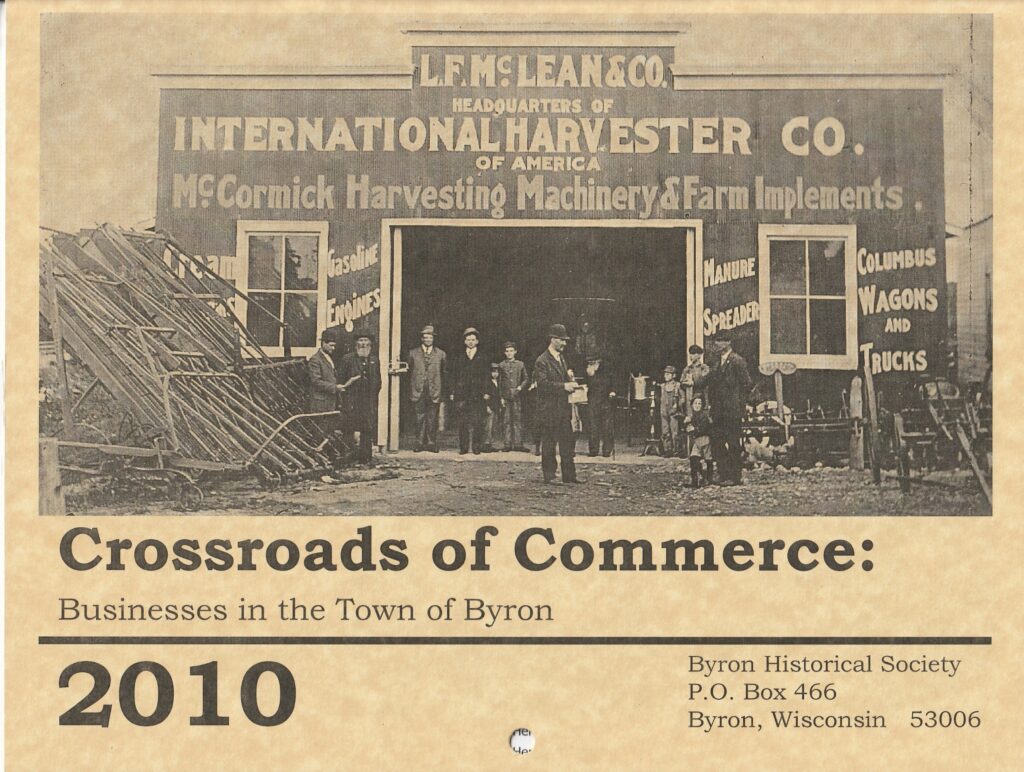 L.F. McLEAN & CO.
HEADQUARTERS OF
INTERNATIONAL HARVESTER CO.
OF AMERICA
McCormick Harvesting Machinery & Farm Implements .
Cream
Gasoline
ENGINES
MANURE
SPREADER
COLUMBUS
WAGONS
AND
TRUCKS
Crossroads of Commerce:
Businesses in the Town of Byron
2010
Byron Historical Society
P.O. Box 466
Byron, Wisconsin 53006